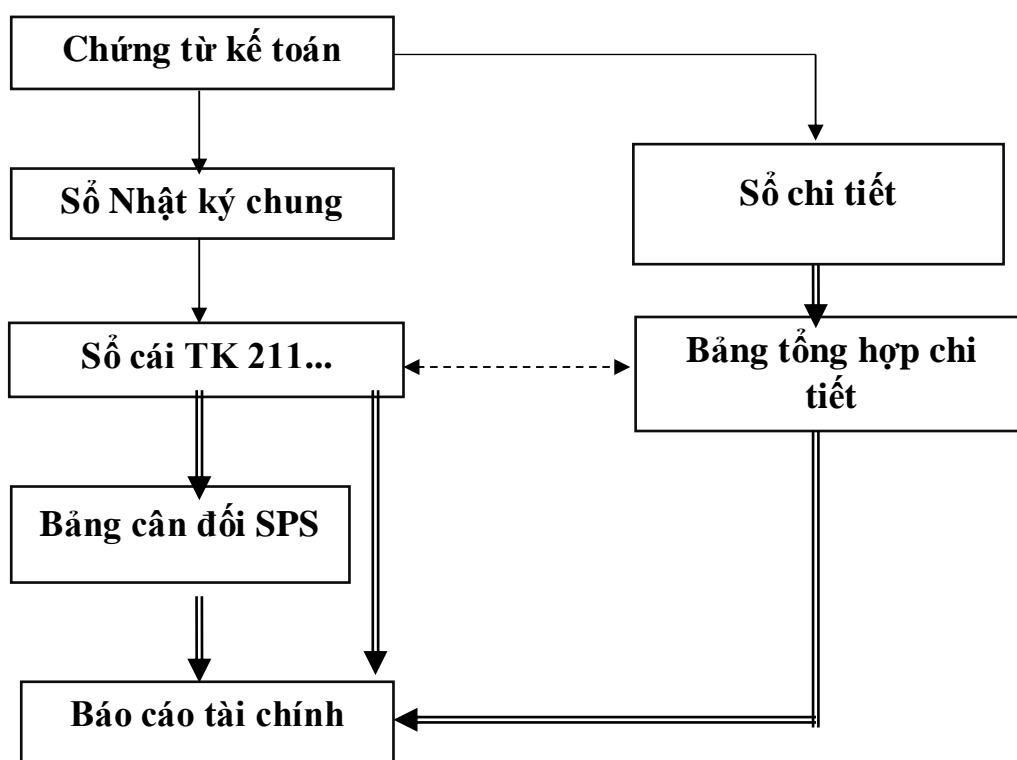 Chứng từ kế toán
Sổ Nhật ký chung
Sổ chi tiết
Sổ cái TK 211...
Bảng tổng hợp chi
tiết
Bảng cân đối SPS
Báo cáo tài chính